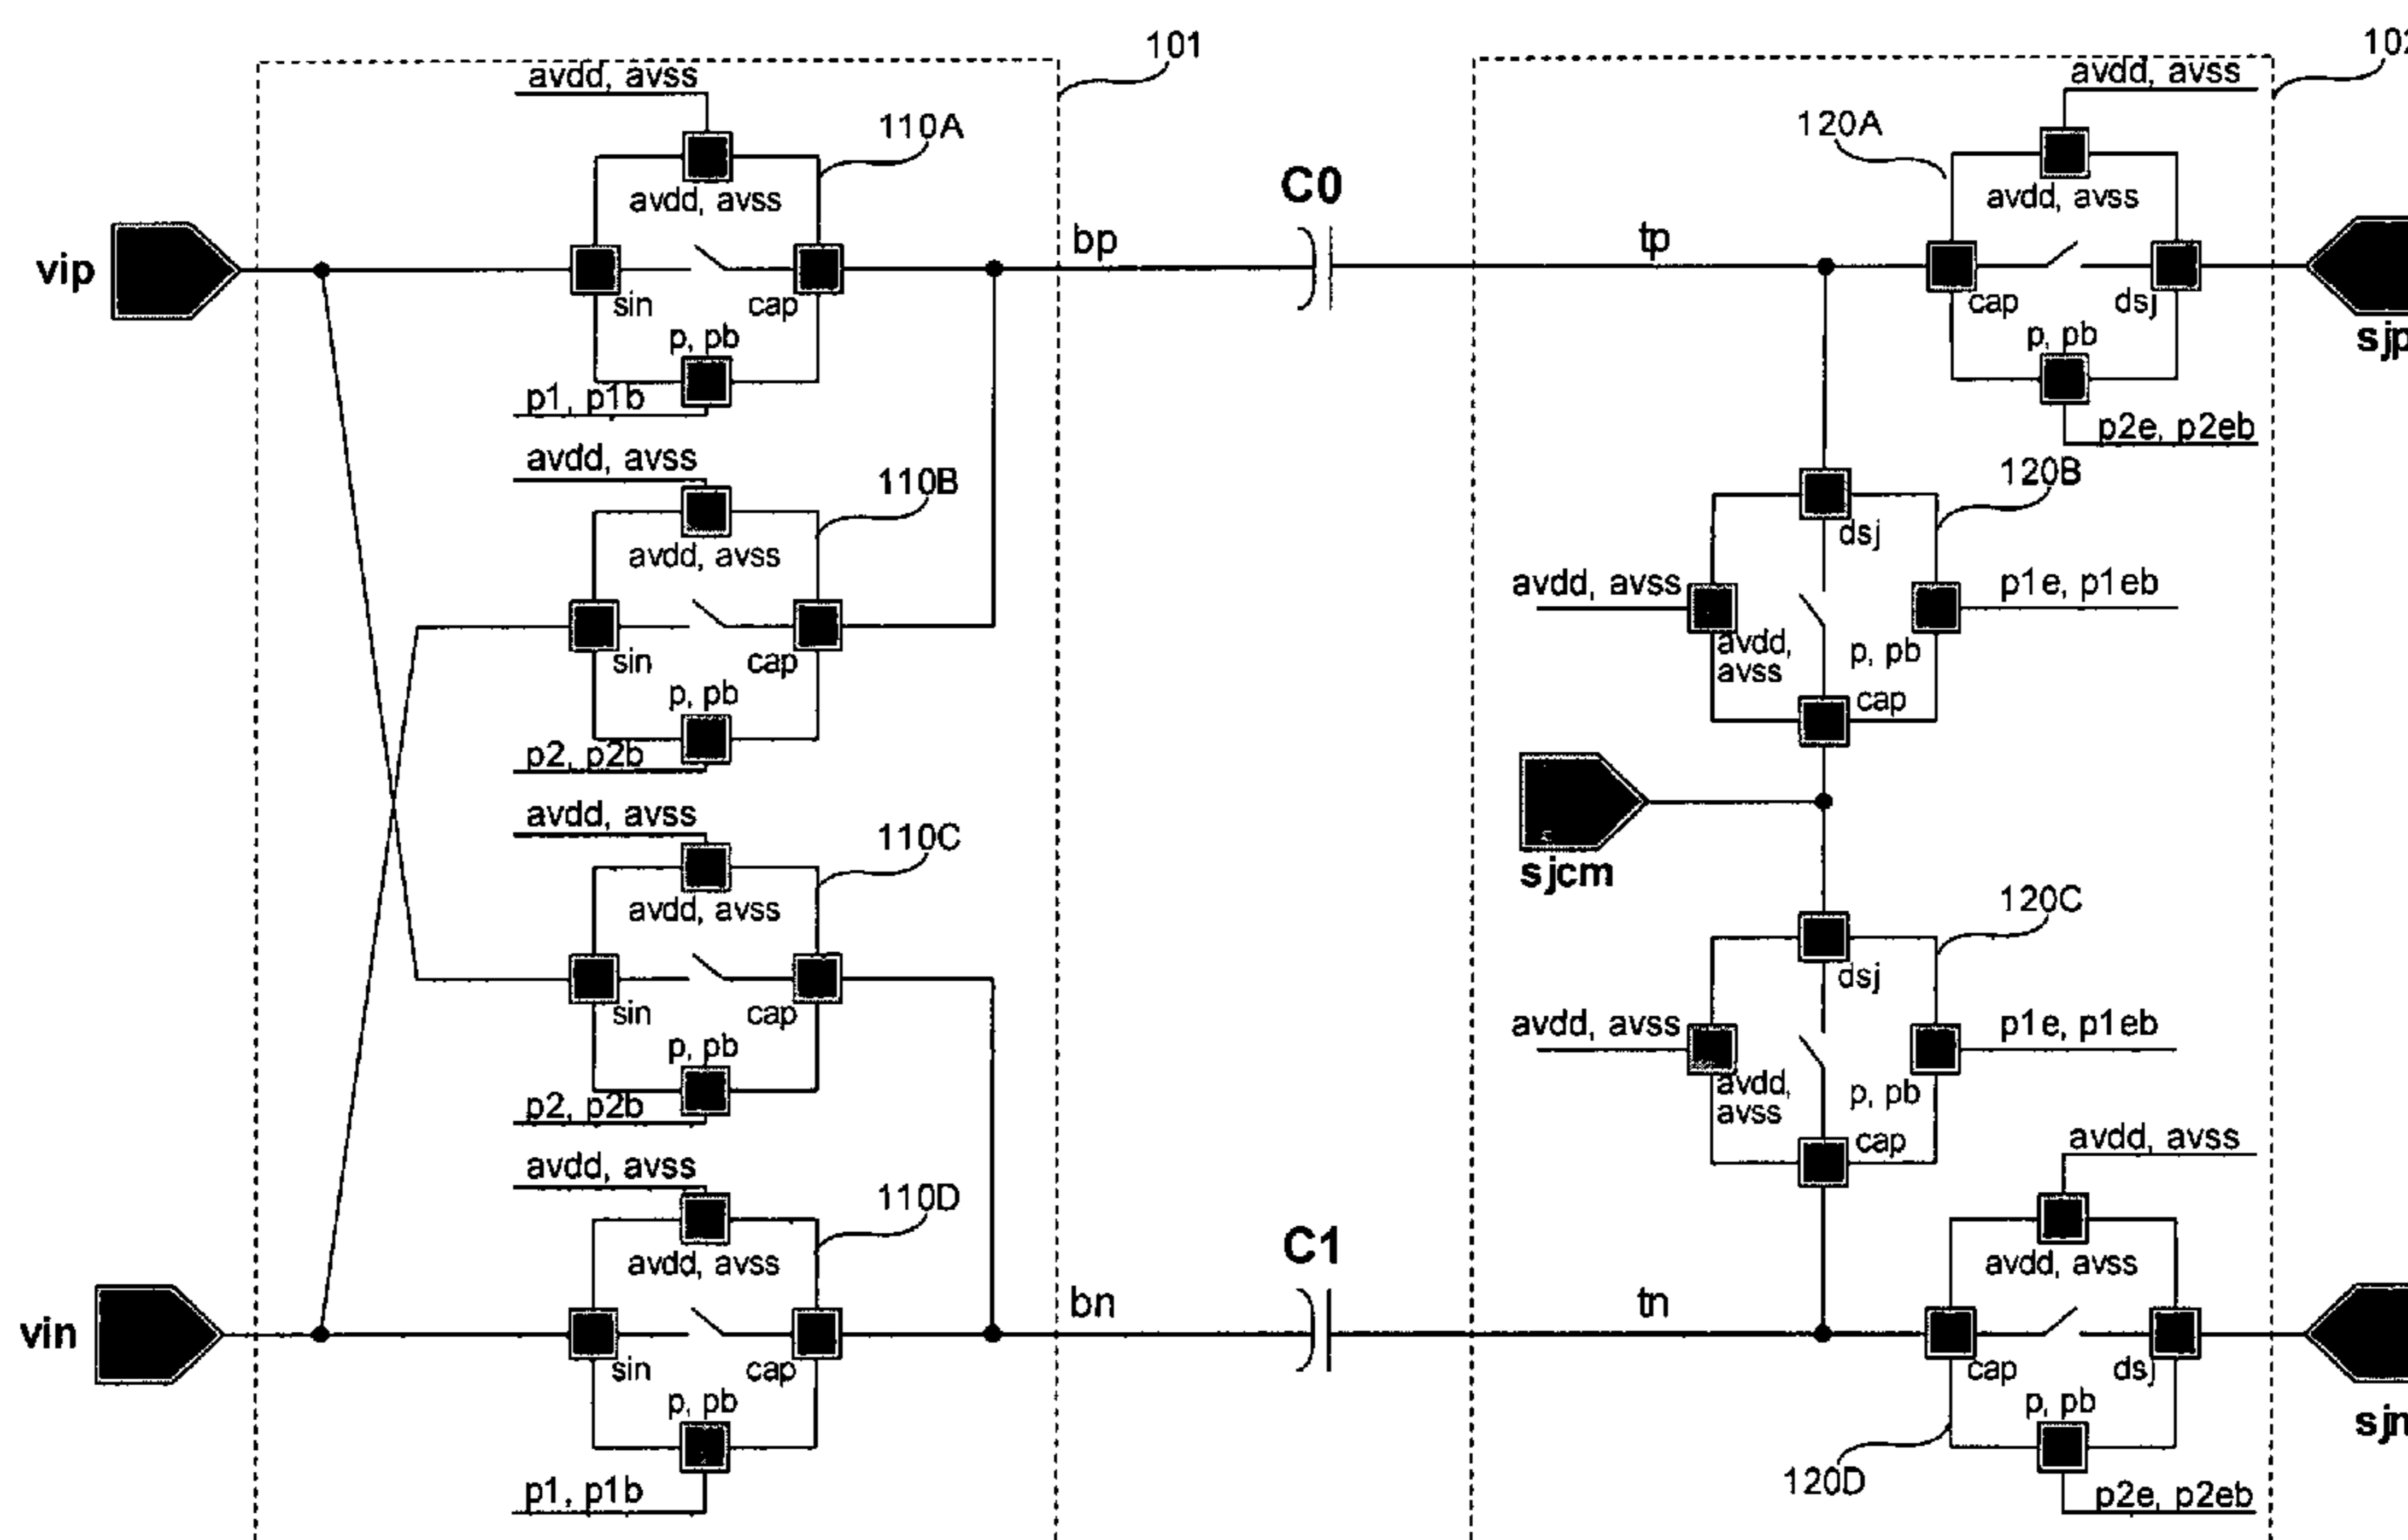 101
102
avdd, avss
avdd, avss
110A
120A
avdd, avss
avdd, avss
C0
vip
bp
tp
sin
cap
cap
dsj
p, pb
p, pb
sjp
p1, p1b
p2e, p2eb
avdd, avss
110B
120B
avdd, avss
dsj
avdd, avss
p1e, p1eb
sin
cap
avdd,
avss
p, pb
p, pb
cap
p2, p2b
avdd, avss
110C
sjcm
120C
avdd, avss
dsj
sin
cap
avdd, avss
p1e, p1eb
p, pb
avdd,
avss
p, pb
p2, p2b
cap
avdd, avss
avdd, avss
110D
C1
avdd, avss
avdd, avss
vin
bn
tn
sin
cap
cap
dsj
p, pb
p, pb
120D
p1, p1b
p2e, p2eb